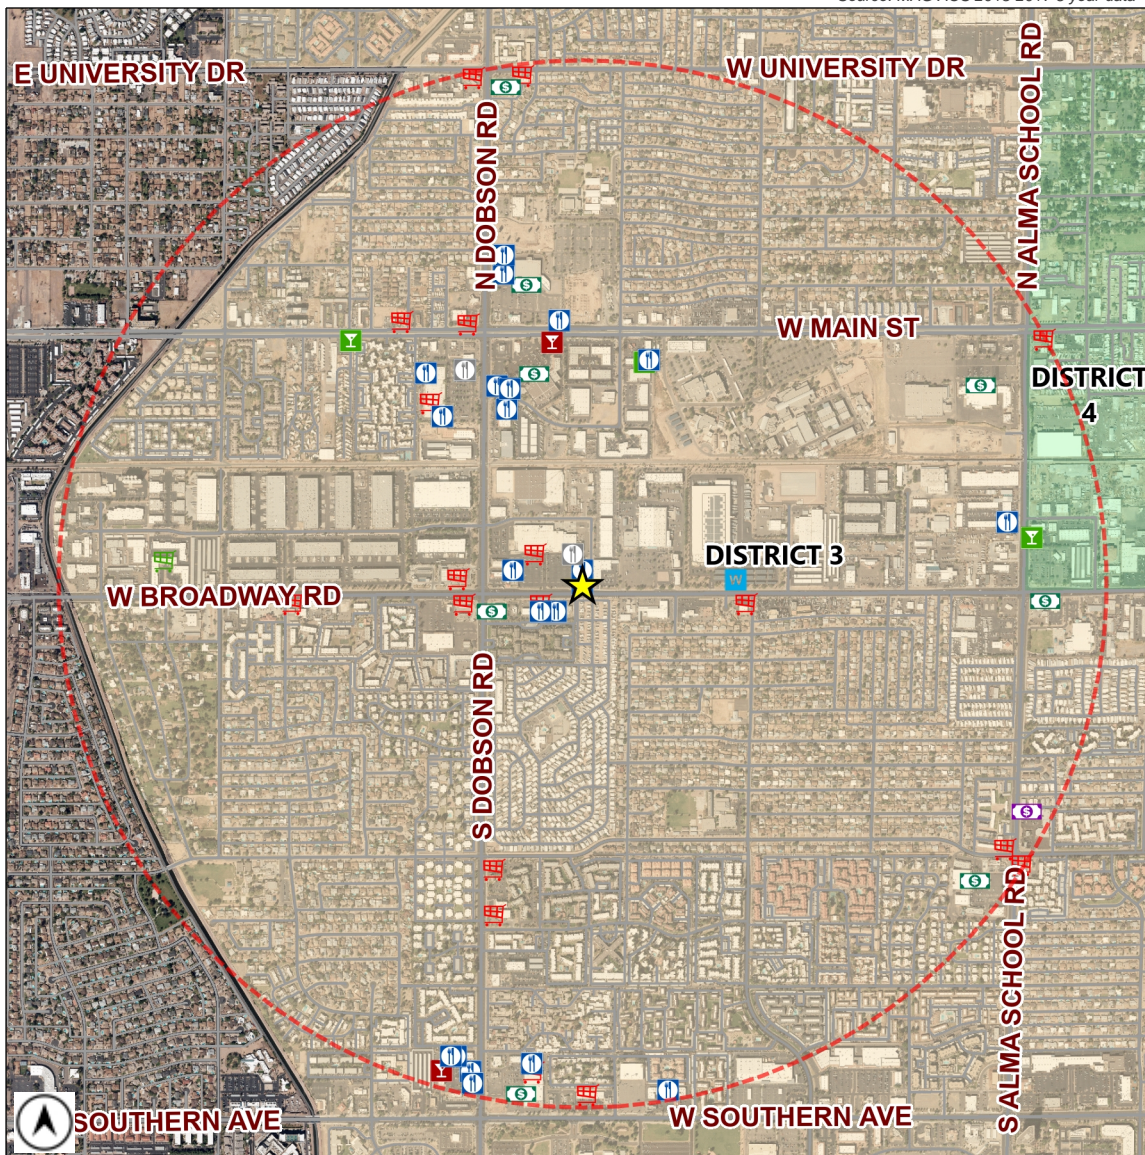 E UNIVERSITY DR
W UNIVERSITY DR
N DOBSON RD
N ALMA SCHOOL RD
W MAIN ST
DISTRICT
4
DISTRICT 3
W BROADWAY RD
S DOBSON RD
S ALMA SCHOOL RD
SOUTHERN AVE
W SOUTHERN AVE